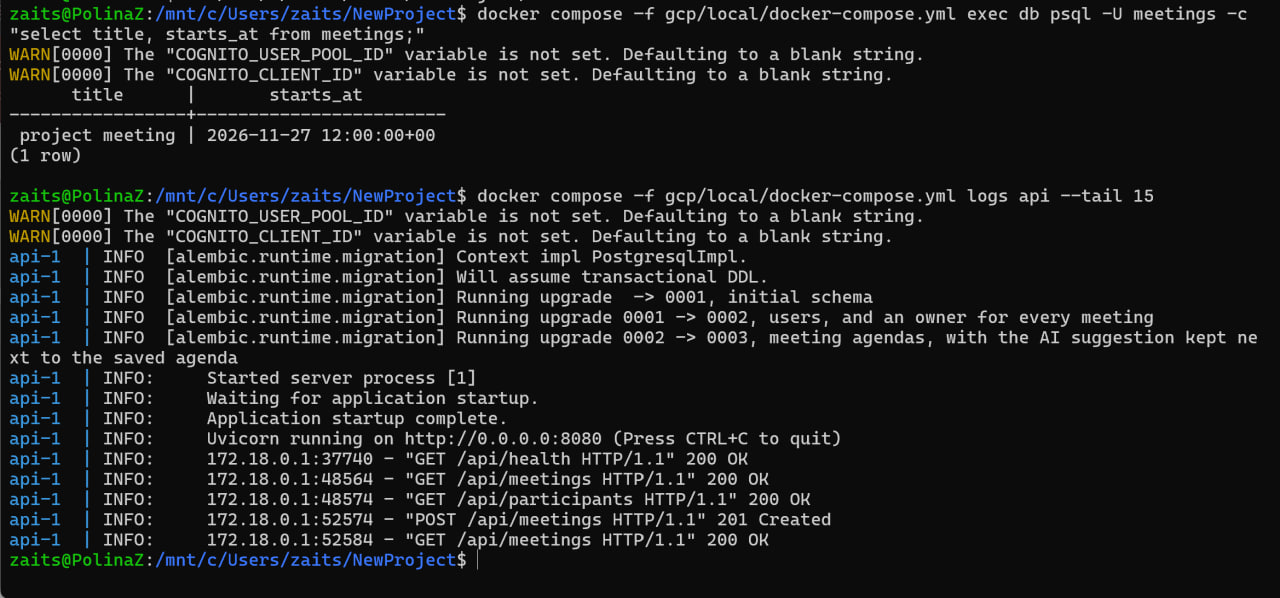 zaits@PolinaZ:/mnt/c/Users/zaits/NewProject$ docker compose -f gcp/local/docker-compose.yml exec db psql -U meetings -c
"select title, starts_at from meetings;"
WARN[0000] The "COGNITO_USER_POOL_ID" variable is not set. Defaulting to a blank string.
WARN[0000] The "COGNITO_CLIENT_ID" variable is not set. Defaulting to a blank string.
      title      |       starts_at
-----------------+------------------------
 project meeting | 2026-11-27 12:00:00+00
(1 row)
zaits@PolinaZ:/mnt/c/Users/zaits/NewProject$ docker compose -f gcp/local/docker-compose.yml logs api --tail 15
WARN[0000] The "COGNITO_USER_POOL_ID" variable is not set. Defaulting to a blank string.
WARN[0000] The "COGNITO_CLIENT_ID" variable is not set. Defaulting to a blank string.
api-1  | INFO  [alembic.runtime.migration] Context impl PostgresqlImpl.
api-1  | INFO  [alembic.runtime.migration] Will assume transactional DDL.
api-1  | INFO  [alembic.runtime.migration] Running upgrade  -> 0001, initial schema
api-1  | INFO  [alembic.runtime.migration] Running upgrade 0001 -> 0002, users, and an owner for every meeting
api-1  | INFO  [alembic.runtime.migration] Running upgrade 0002 -> 0003, meeting agendas, with the AI suggestion kept ne
xt to the saved agenda
api-1  | INFO:     Started server process [1]
api-1  | INFO:     Waiting for application startup.
api-1  | INFO:     Application startup complete.
api-1  | INFO:     Uvicorn running on http://0.0.0.0:8080 (Press CTRL+C to quit)
api-1  | INFO:     172.18.0.1:37740 - "GET /api/health HTTP/1.1" 200 OK
api-1  | INFO:     172.18.0.1:48564 - "GET /api/meetings HTTP/1.1" 200 OK
api-1  | INFO:     172.18.0.1:48574 - "GET /api/participants HTTP/1.1" 200 OK
api-1  | INFO:     172.18.0.1:52574 - "POST /api/meetings HTTP/1.1" 201 Created
api-1  | INFO:     172.18.0.1:52584 - "GET /api/meetings HTTP/1.1" 200 OK
zaits@PolinaZ:/mnt/c/Users/zaits/NewProject$